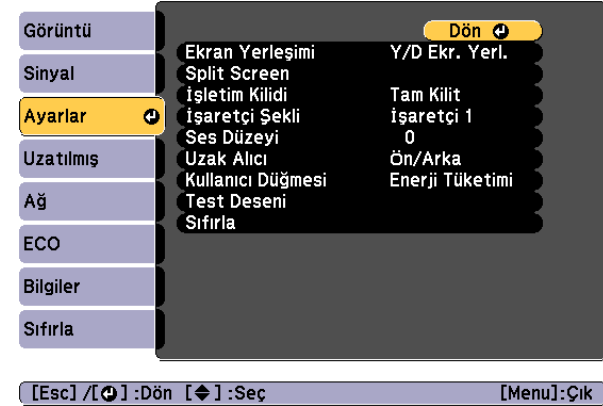 Görüntü
Sinyal
Ayarlar
Uzatılmış
Ağ
ECO
Bilgiler
Sıfırla
Dön
Ekran Yerleşimi Y/D Ekr. Yerl.
Split Screen
İşletim Kilidi Tam Kilit
İşaretçi Şekli İşaretçi 1
Ses Düzeyi 0
Uzak Alıcı Ön/Arka
Kullanıcı Düğmesi Enerji Tüketimi
Test Deseni
Sıfırla
[Esc] /[⏎] :Dön [◆] :Seç [Menu]:Çık